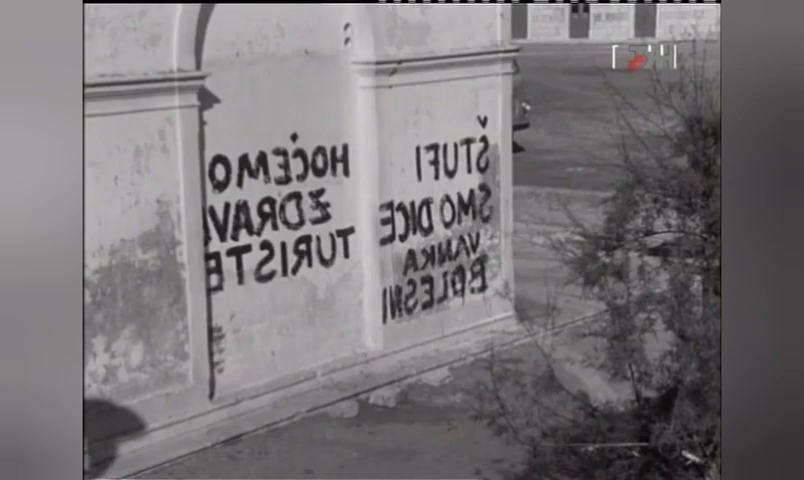 ŠTUFI
SMO DICE
VANKA
BOLESNI
HOĆEMO
ZDRAV
TURISTE